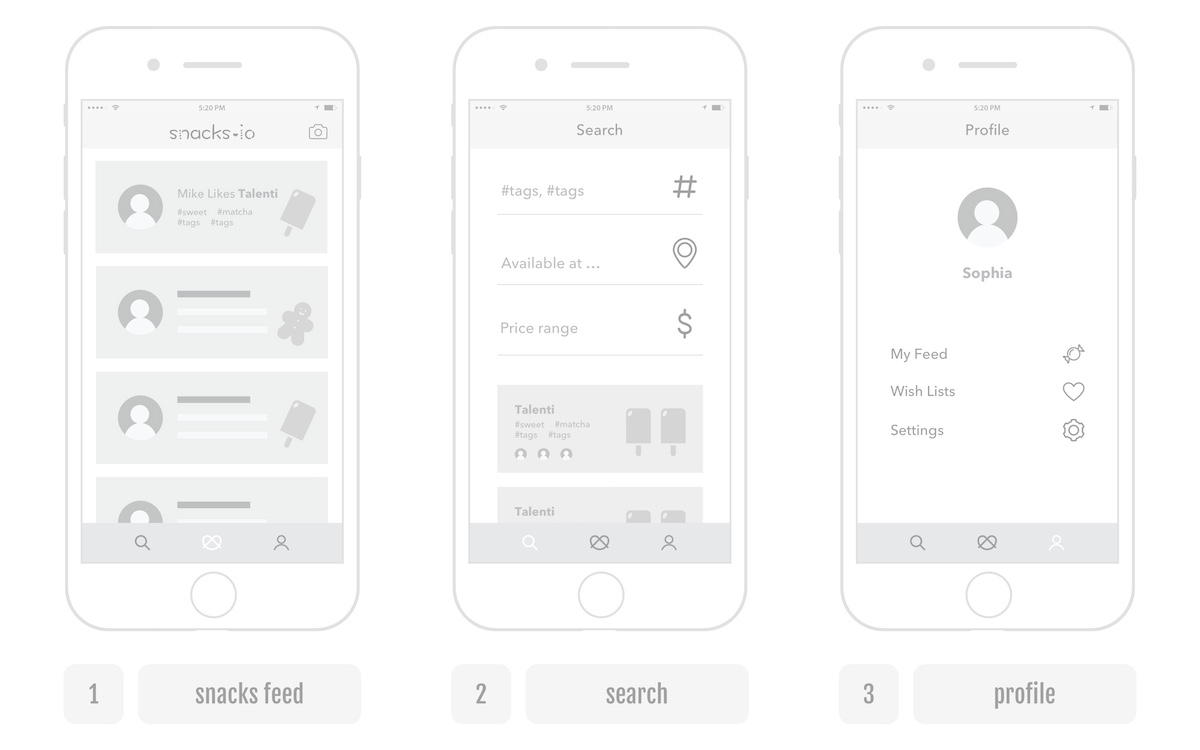 5:20 PM
snacks-io
Mike Likes Talenti
#sweet #matcha
#tags #tags
1
snacks feed
5:20 PM
Search
#tags, #tags
#
Available at ...
Price range
$
Talenti
#sweet #matcha
#tags #tags
Talenti
2
search
5:20 PM
Profile
Sophia
My Feed
Wish Lists
Settings
3
profile